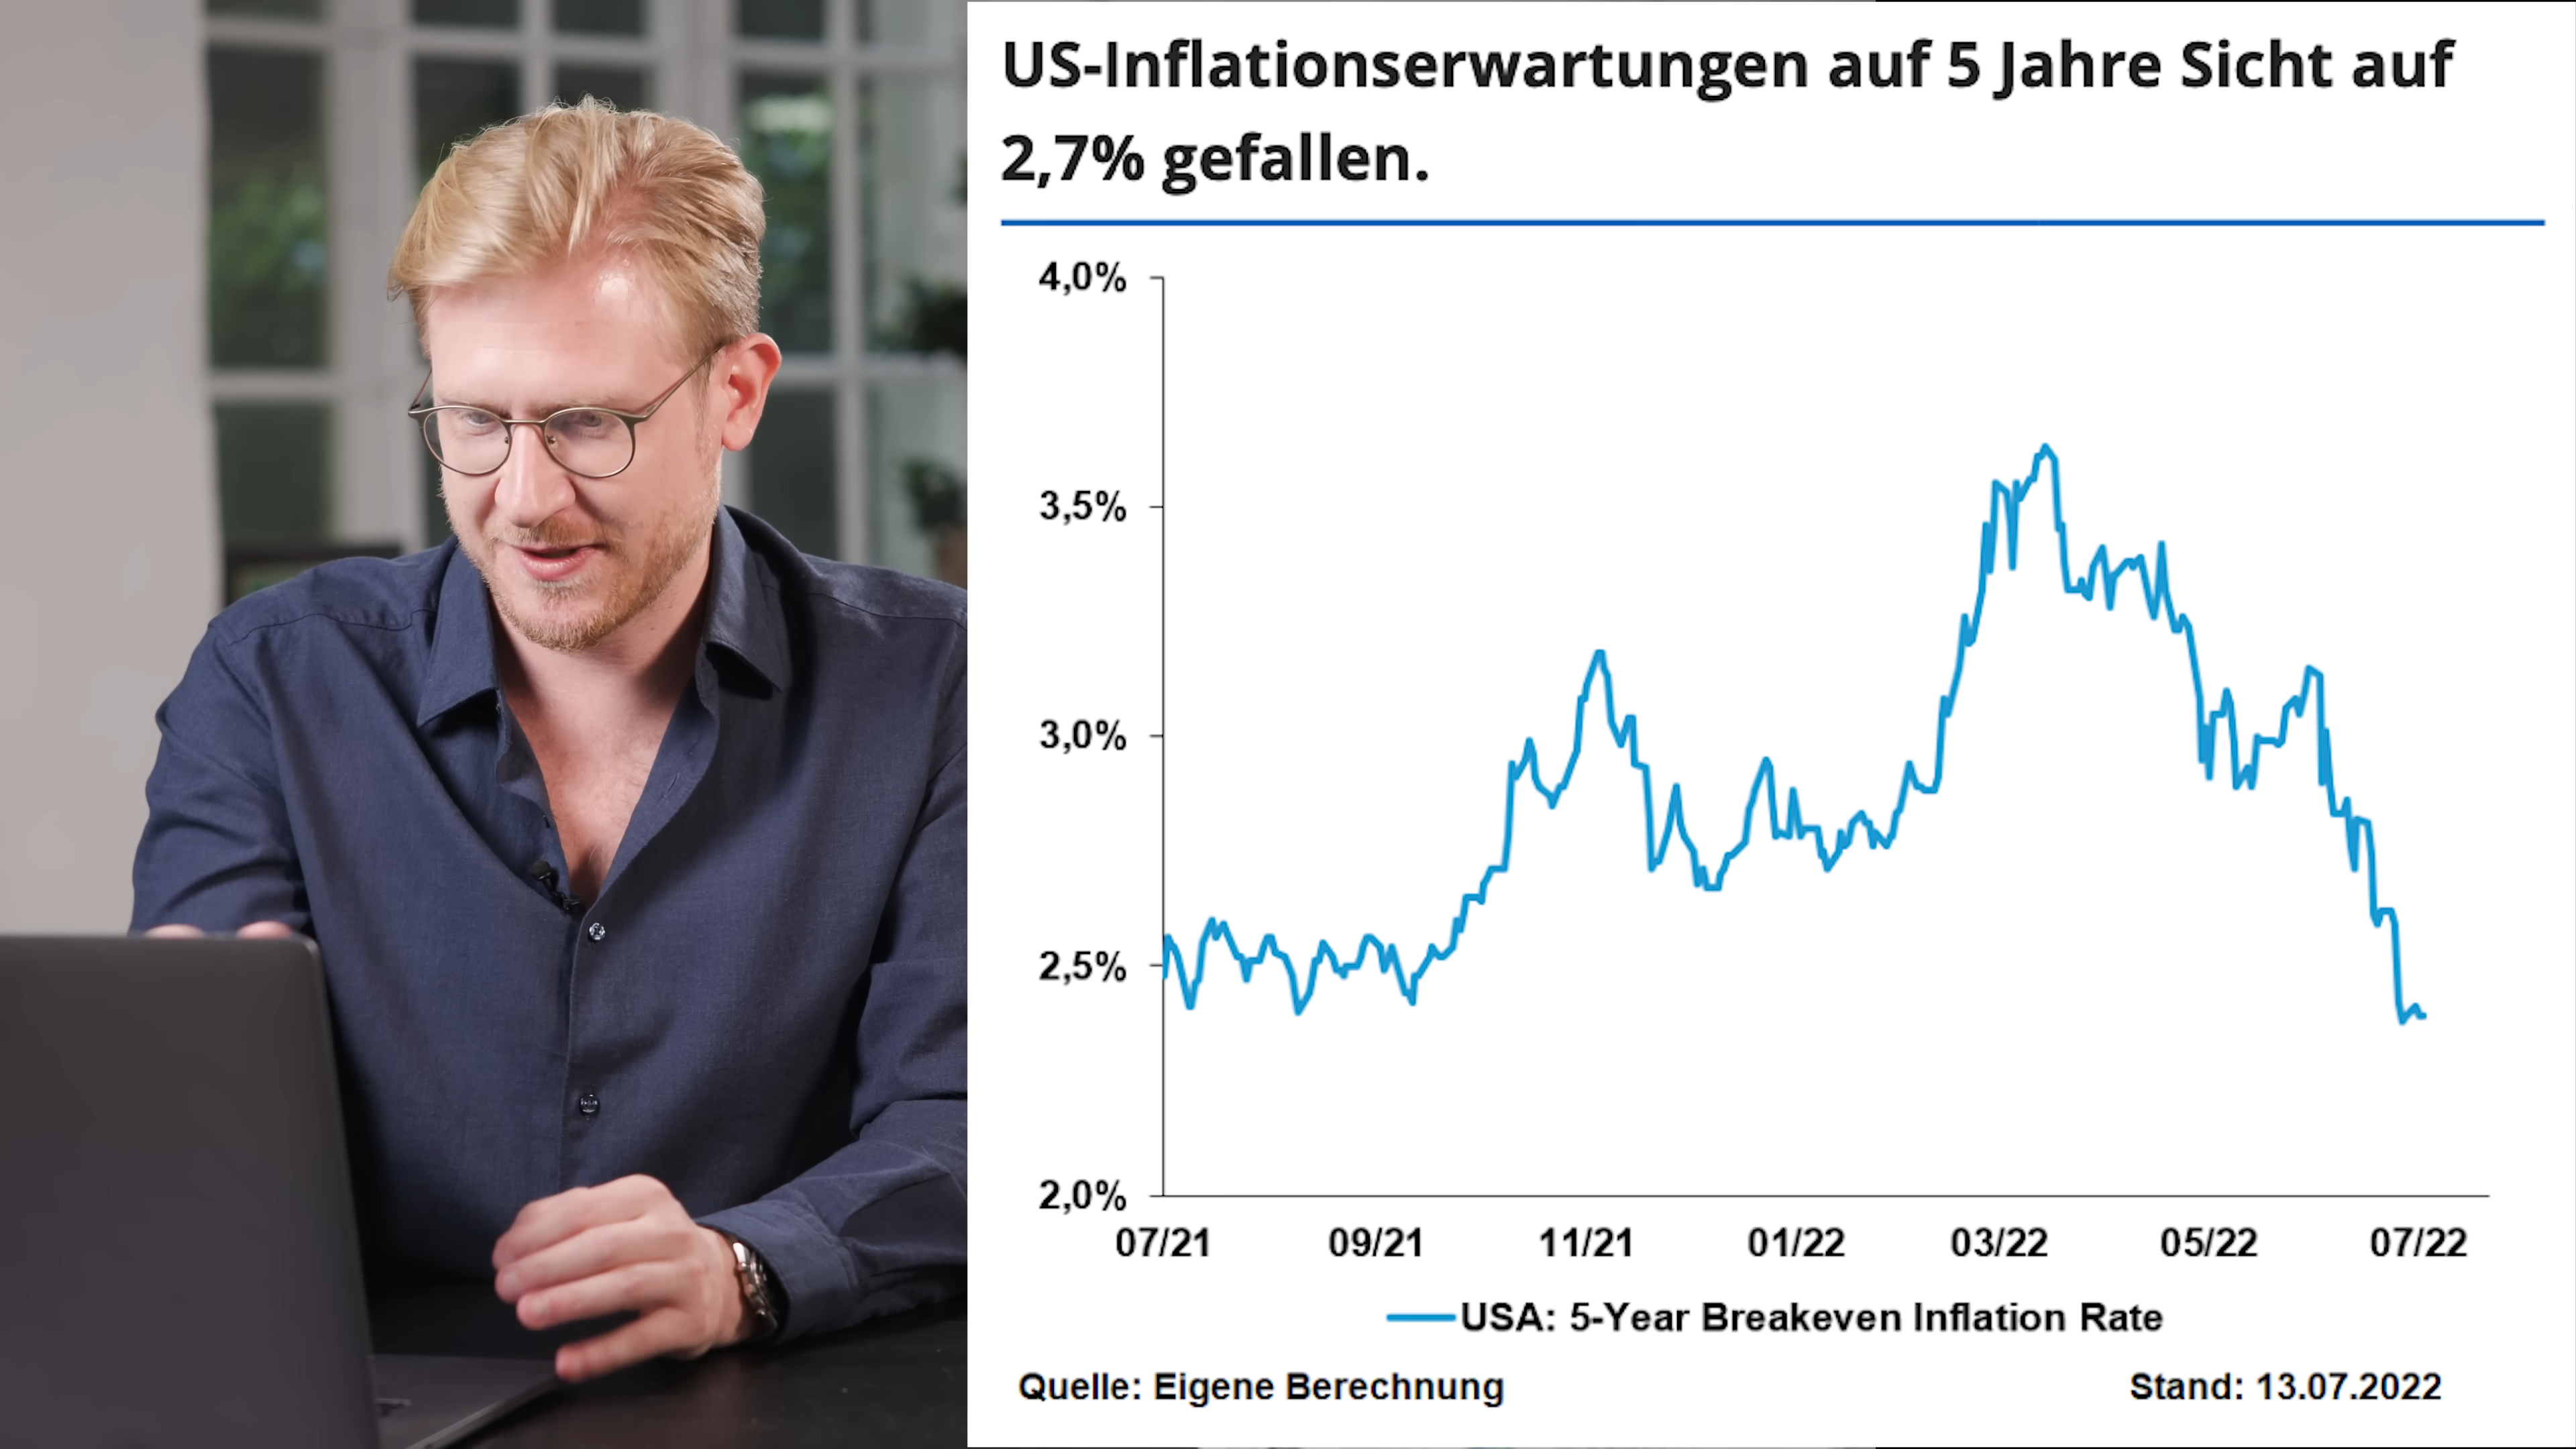 US-Inflationserwartungen auf 5 Jahre Sicht auf
2,7% gefallen.
4,0%
3,5%
3,0%
2,5%
2,0%
07/21 09/21 11/21 01/22 03/22 05/22 07/22
USA: 5-Year Breakeven Inflation Rate
Quelle: Eigene Berechnung Stand: 13.07.2022